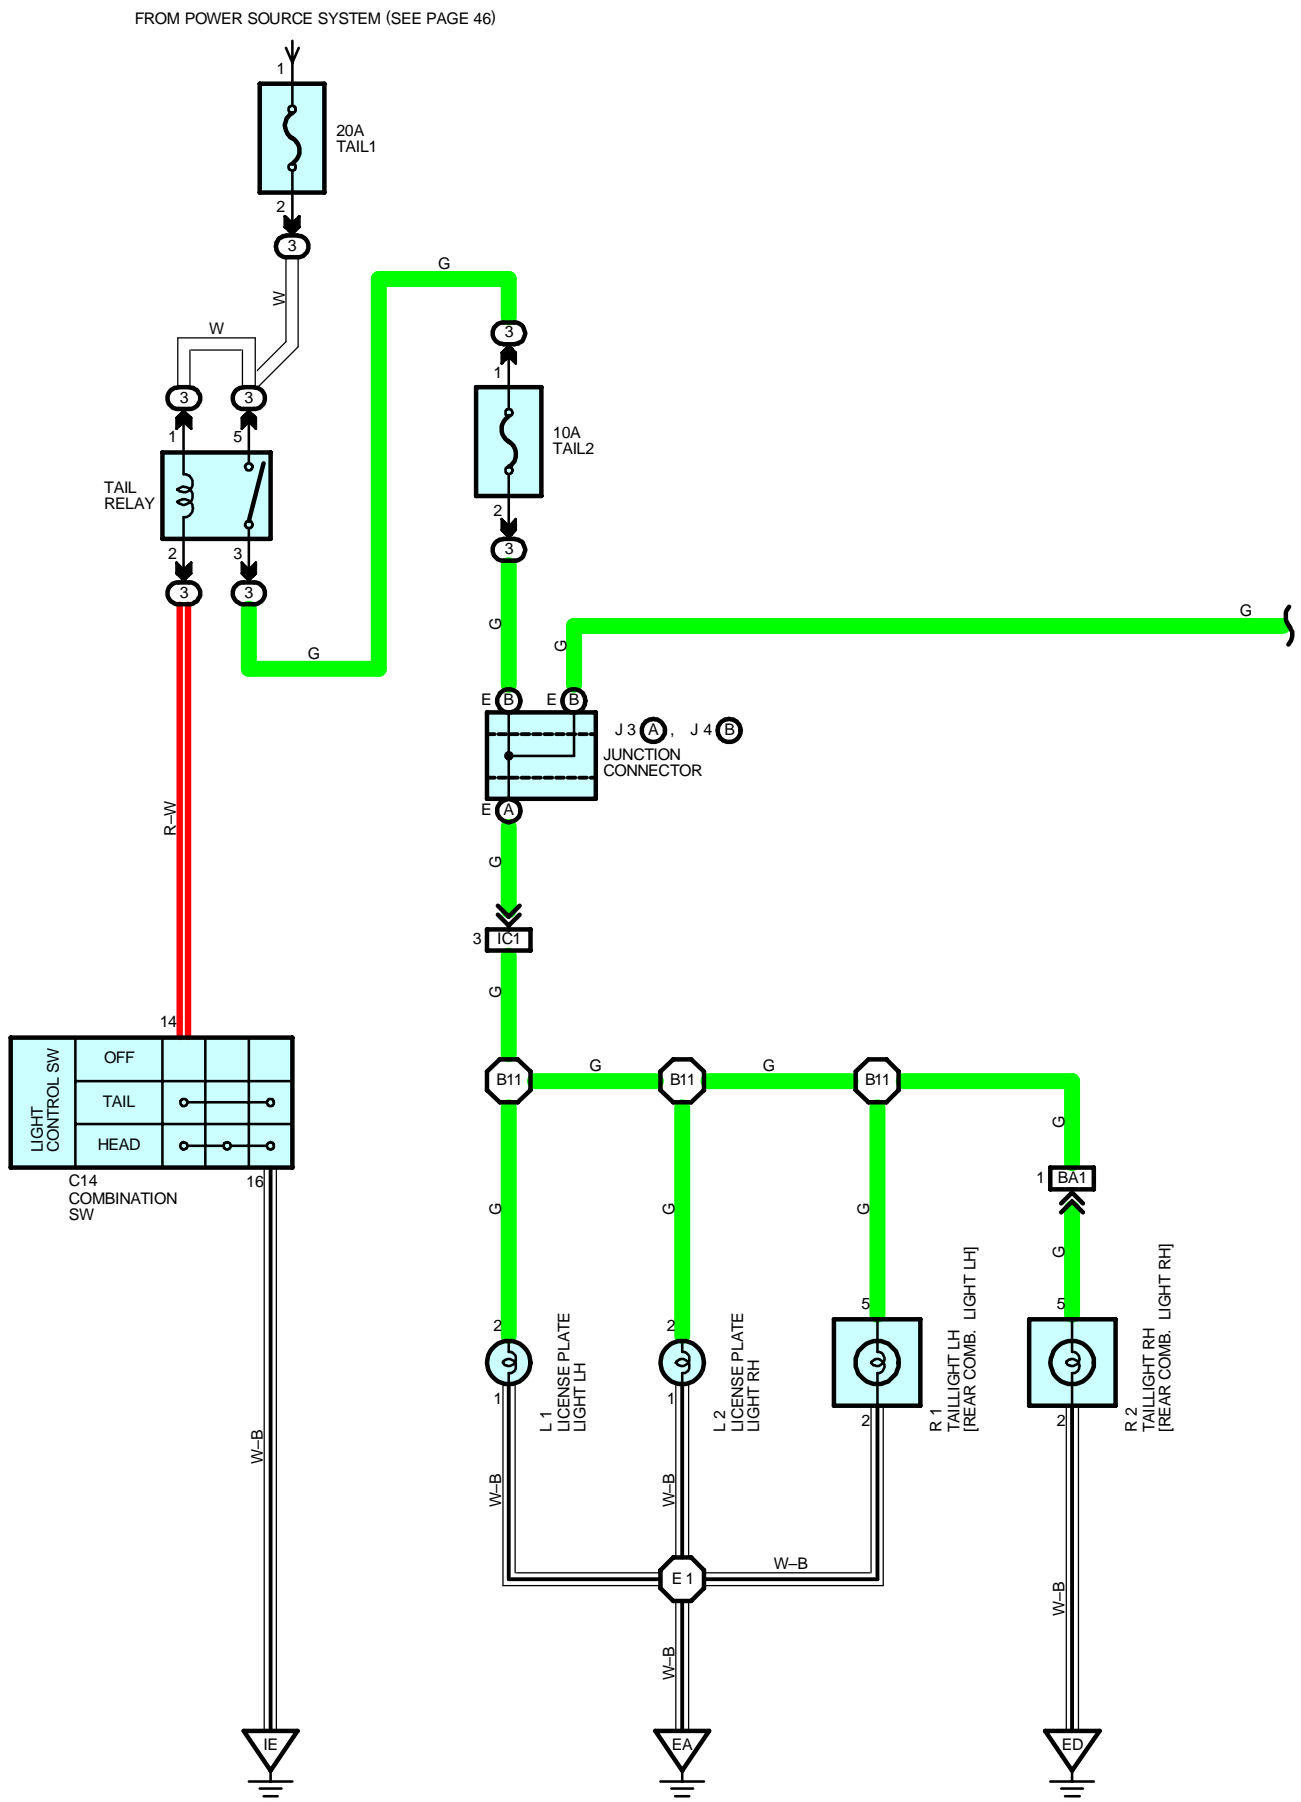 FROM POWER SOURCE SYSTEM (SEE PAGE 46)
1
20A
TAIL1
2
3
W
W
G
3
1
10A
TAIL2
2
3
3
3
1
5
TAIL
RELAY
2
3
3
3
G
G
G
G
E B
E B
J 3 A , J 4 B
JUNCTION
CONNECTOR
E A
R–W
G
3 IC1
G
14
LIGHT
CONTROL SW
OFF
TAIL
HEAD
C14
COMBINATION
SW
16
B11
G
B11
G
B11
G
1 BA1
G
G
G
G
2
2
5
5
1
L 1
LICENSE PLATE
LIGHT LH
1
L 2
LICENSE PLATE
LIGHT RH
2
R 1
TAILLIGHT LH
[REAR COMB. LIGHT LH]
2
R 2
TAILLIGHT RH
[REAR COMB. LIGHT RH]
W–B
W–B
W–B
W–B
E 1
W–B
W–B
IE
EA
ED